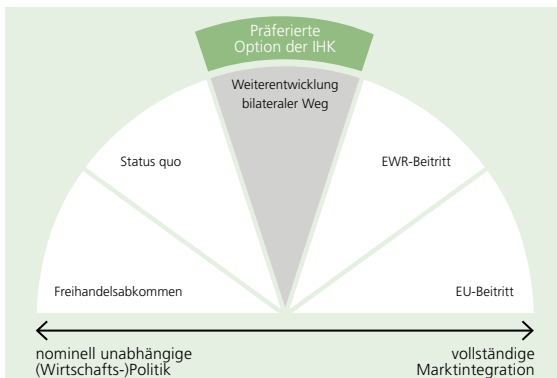 Präferierte
Option der IHK
Weiterentwicklung
bilateraler Weg
Status quo
EWR-Beitritt
Freihandelsabkommen
EU-Beitritt
nominell unabhängige
(Wirtschafts-)Politik
vollständige
Marktintegration